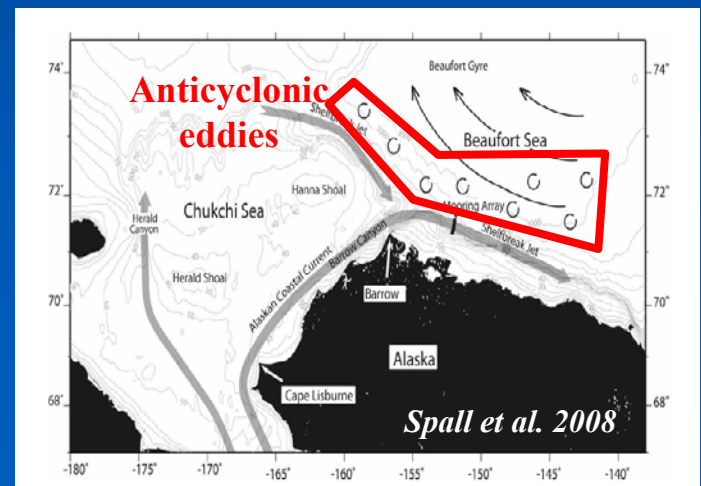 74˚
74˚
Beaufort Gyre
Anticyclonic
eddies
Shelfbreak Jet
Beaufort Sea
Hanna Shoal
72˚
72˚
Mooring Array
Chukchi Sea
Herald
Canyon
Shelfbreak Jet
Barrow Canyon
Herald Shoal
Alaskan Coastal Current
Barrow
70˚
70˚
Alaska
Cape Lisburne
68˚
68˚
Spall et al. 2008
-180˚ -175˚ -170˚ -165˚ -160˚ -155˚ -150˚ -145˚ -140˚